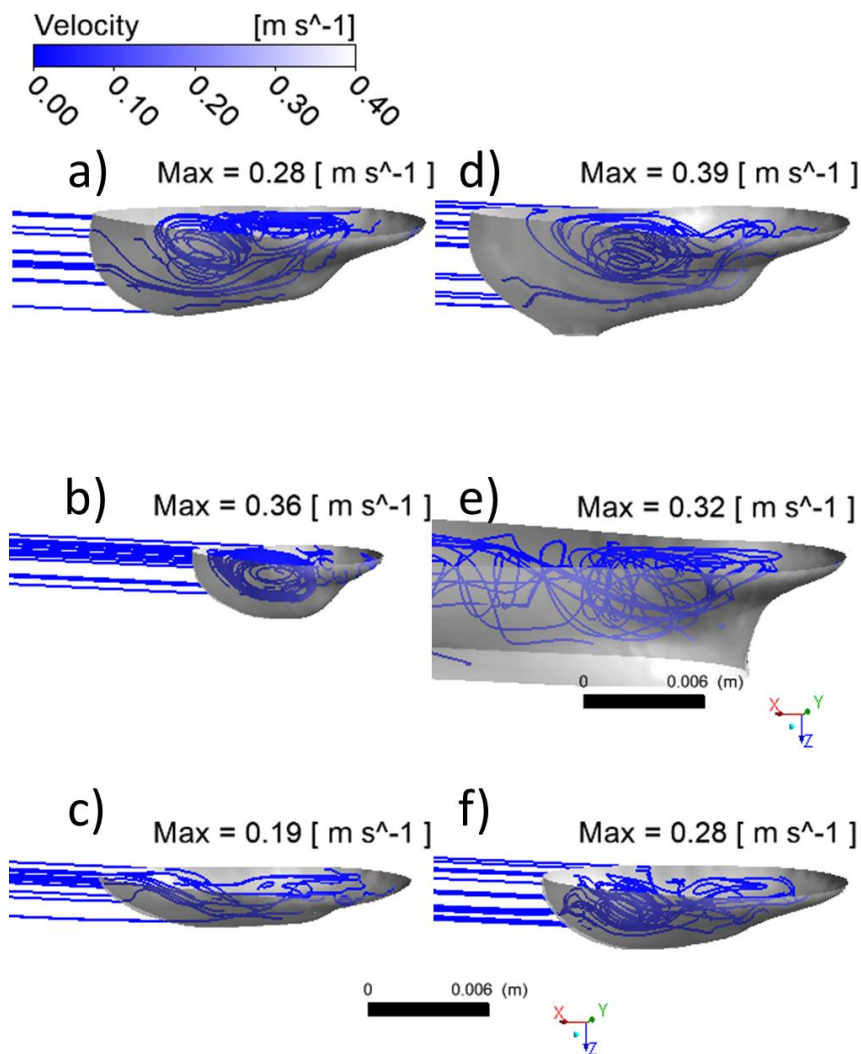 Velocity [m s^-1]
0.00 0.10 0.20 0.30 0.40
a) Max = 0.28 [ m s^-1 ]
d) Max = 0.39 [ m s^-1 ]
b) Max = 0.36 [ m s^-1 ]
e) Max = 0.32 [ m s^-1 ]
0 0.006 (m)
X Y
Z
c) Max = 0.19 [ m s^-1 ]
f) Max = 0.28 [ m s^-1 ]
0 0.006 (m)
X Y
Z